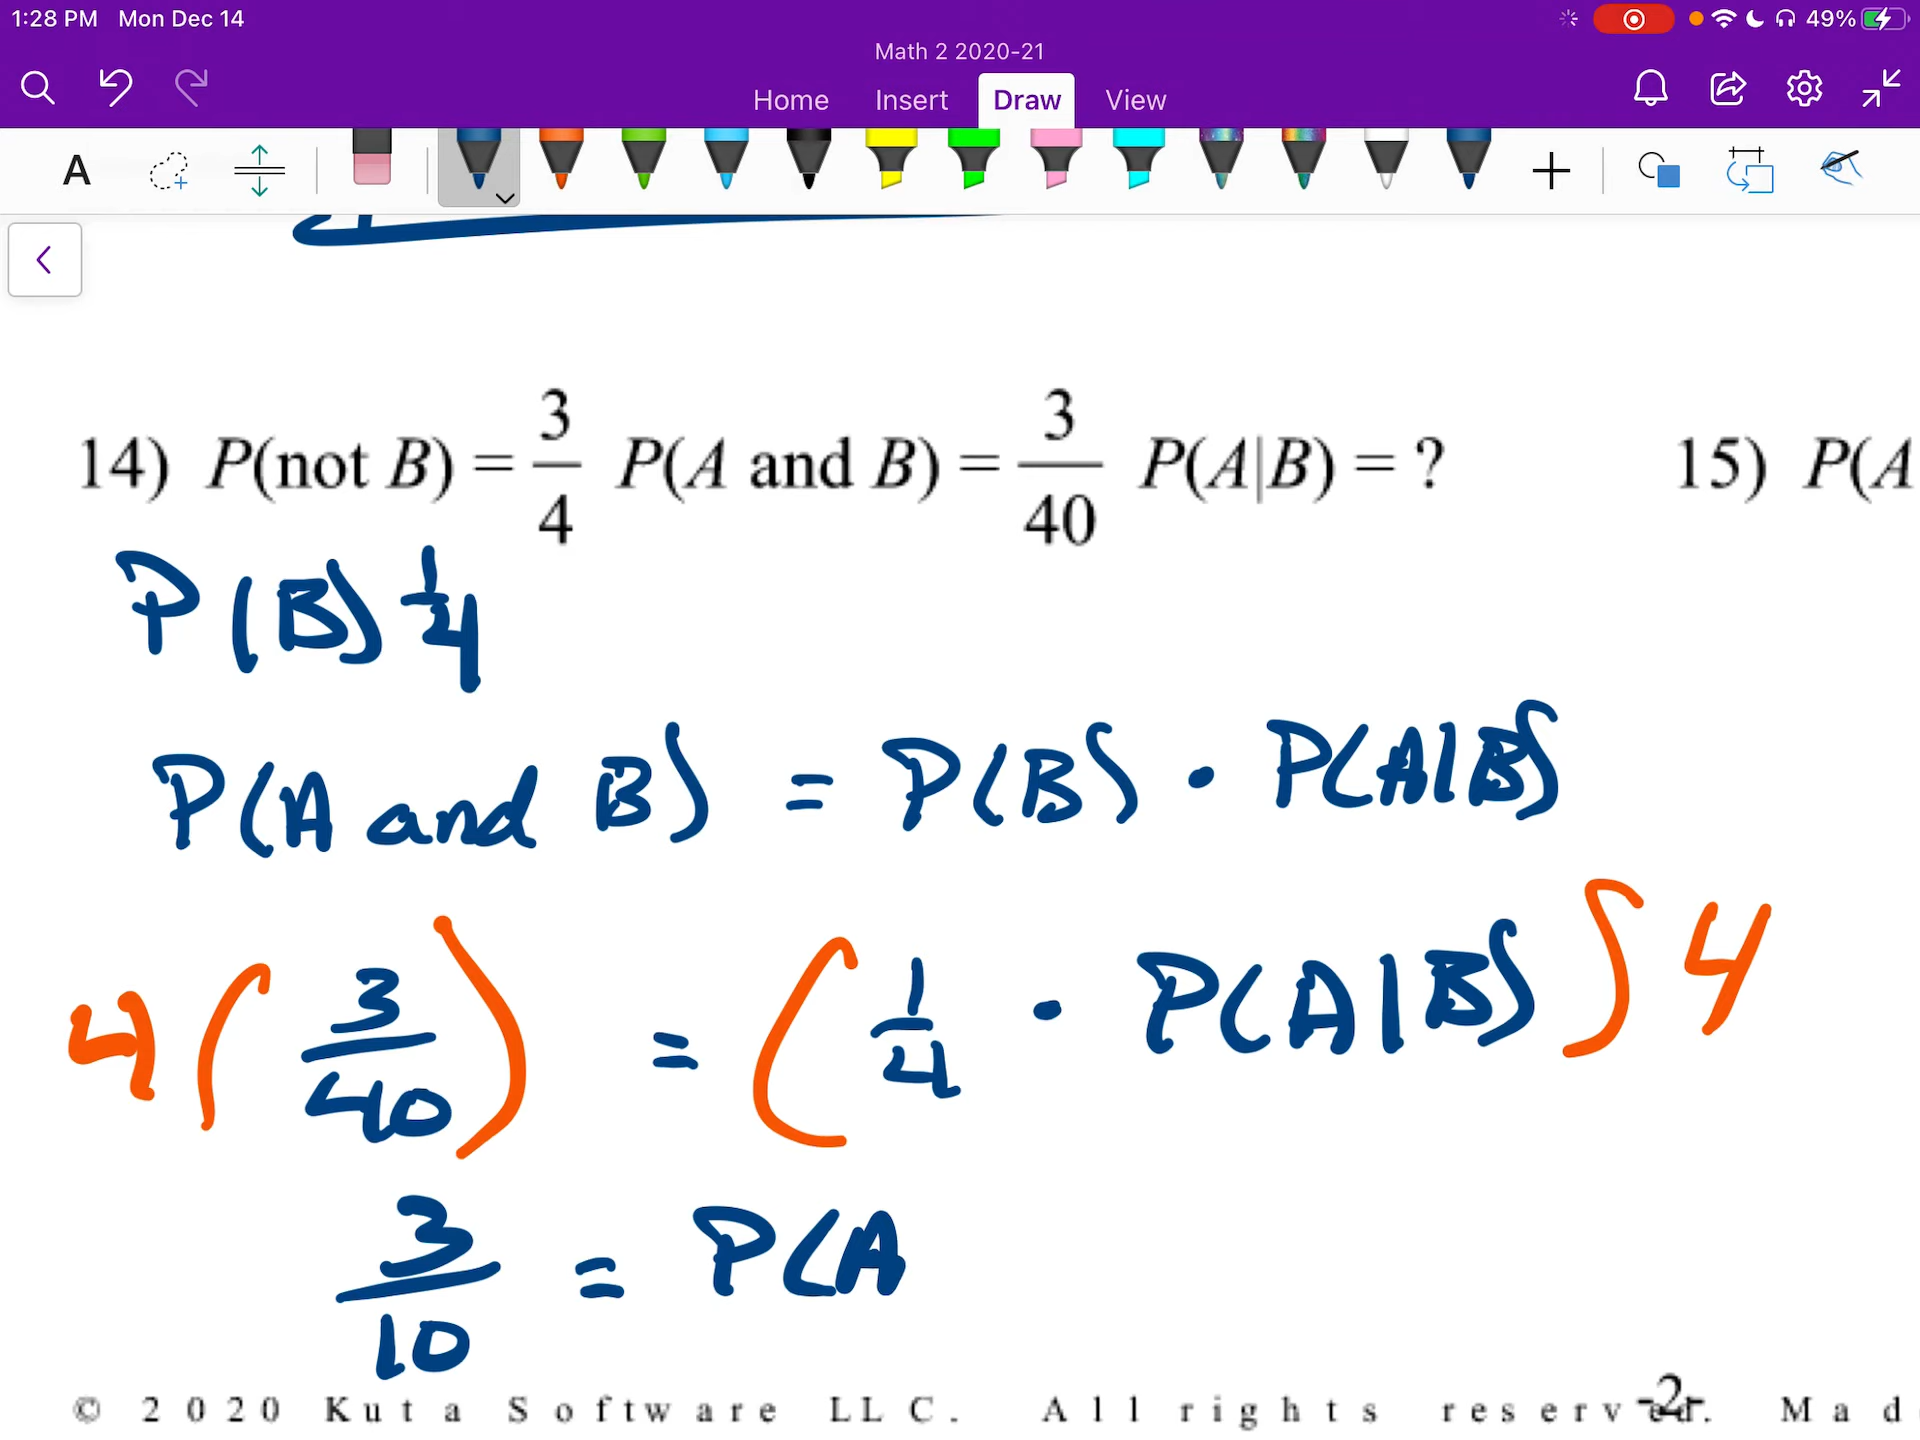 1:28 PM Mon Dec 14 49%
Math 2 2020-21
Home Insert Draw View
A
14) P(not B) = 3/4 P(A and B) = 3/40 P(A|B) = ? 15) P(A
P(B) 1/4
P(A and B) = P(B) · P(A|B)
4(3/40) = (1/4 · P(A|B))4
3/10 = P(A
-2-
© 2020 Kuta Software LLC. All rights reserved. Mad